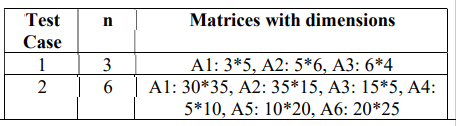 Test Case n Matrices with dimensions
1 3 A1: 3*5, A2: 5*6, A3: 6*4
2 6 A1: 30*35, A2: 35*15, A3: 15*5, A4:
5*10, A5: 10*20, A6: 20*25